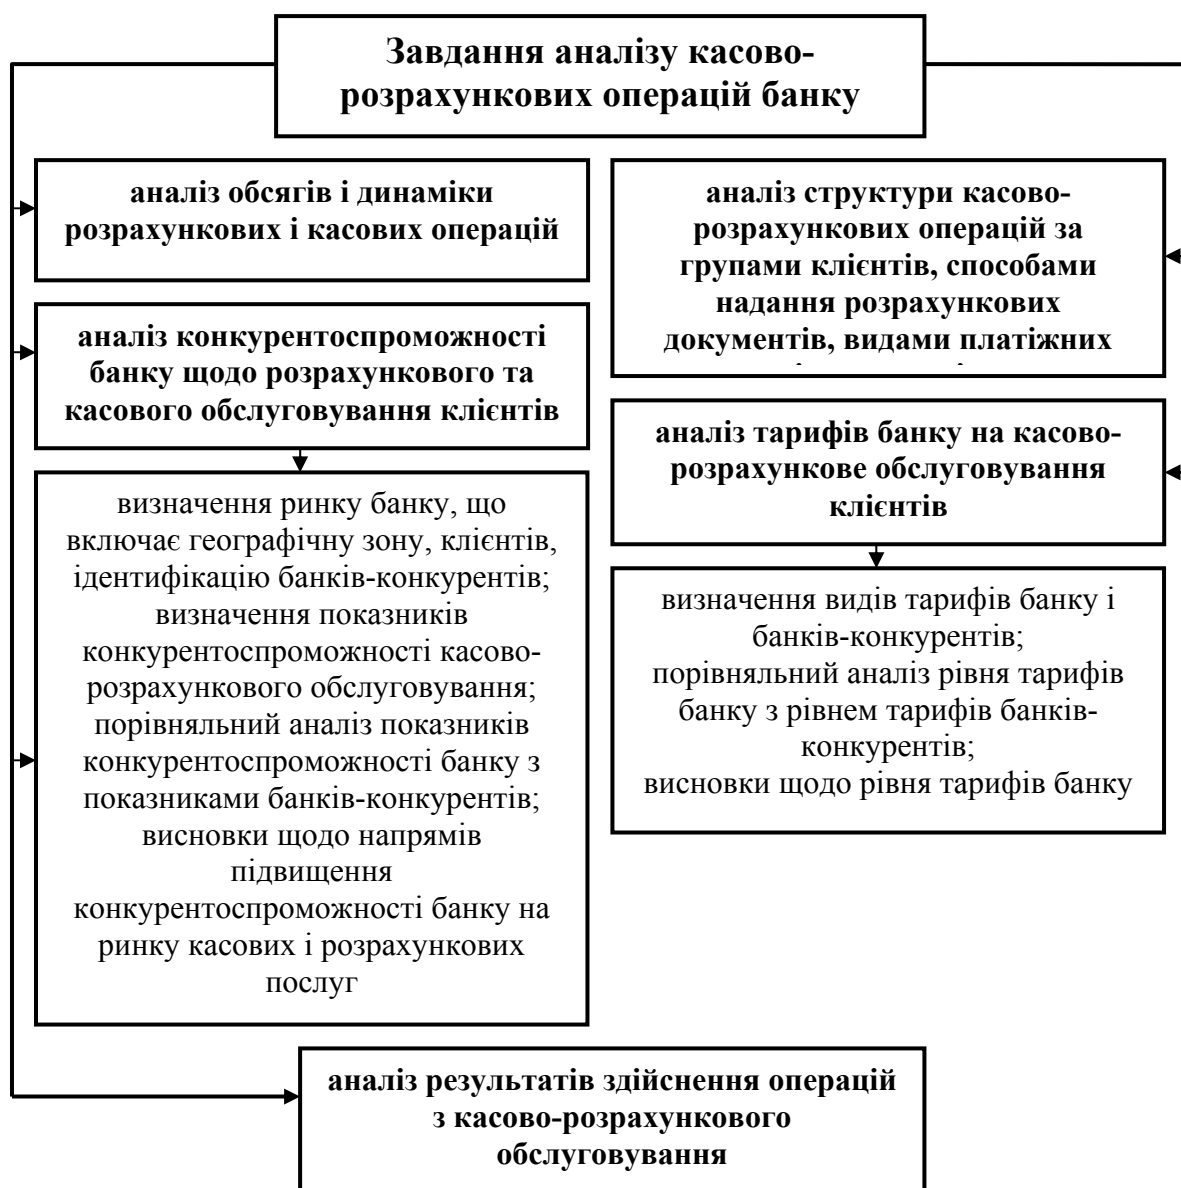 Завдання аналізу касово-
розрахункових операцій банку
аналіз обсягів і динаміки
розрахункових і касових операцій
аналіз конкурентоспроможності
банку щодо розрахункового та
касового обслуговування клієнтів
визначення ринку банку, що
включає географічну зону, клієнтів,
ідентифікацію банків-конкурентів;
визначення показників
конкурентоспроможності касово-
розрахункового обслуговування;
порівняльний аналіз показників
конкурентоспроможності банку з
показниками банків-конкурентів;
висновки щодо напрямів
підвищення
конкурентоспроможності банку на
ринку касових і розрахункових
послуг
аналіз структури касово-
розрахункових операцій за
групами клієнтів, способами
надання розрахункових
документів, видами платіжних
аналіз тарифів банку на касово-
розрахункове обслуговування
клієнтів
визначення видів тарифів банку і
банків-конкурентів;
порівняльний аналіз рівня тарифів
банку з рівнем тарифів банків-
конкурентів;
висновки щодо рівня тарифів банку
аналіз результатів здійснення операцій
з касово-розрахункового
обслуговування